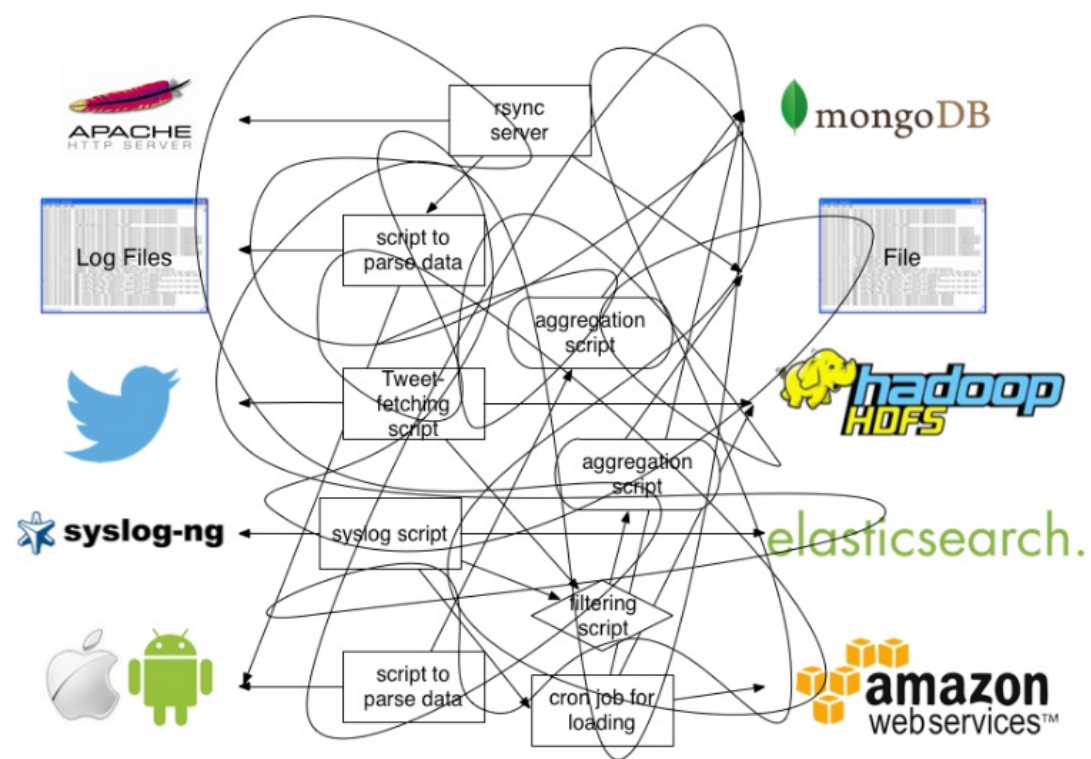 APACHE
HTTP SERVER
rsync
server
mongoDB
Log Files
script to
parse data
File
aggregation
script
Tweet-
fetching
script
hadoop
HDFS
aggregation
script
syslog-ng
syslog script
elasticsearch.
filtering
script
script to
parse data
cron job for
loading
amazon
webservices™